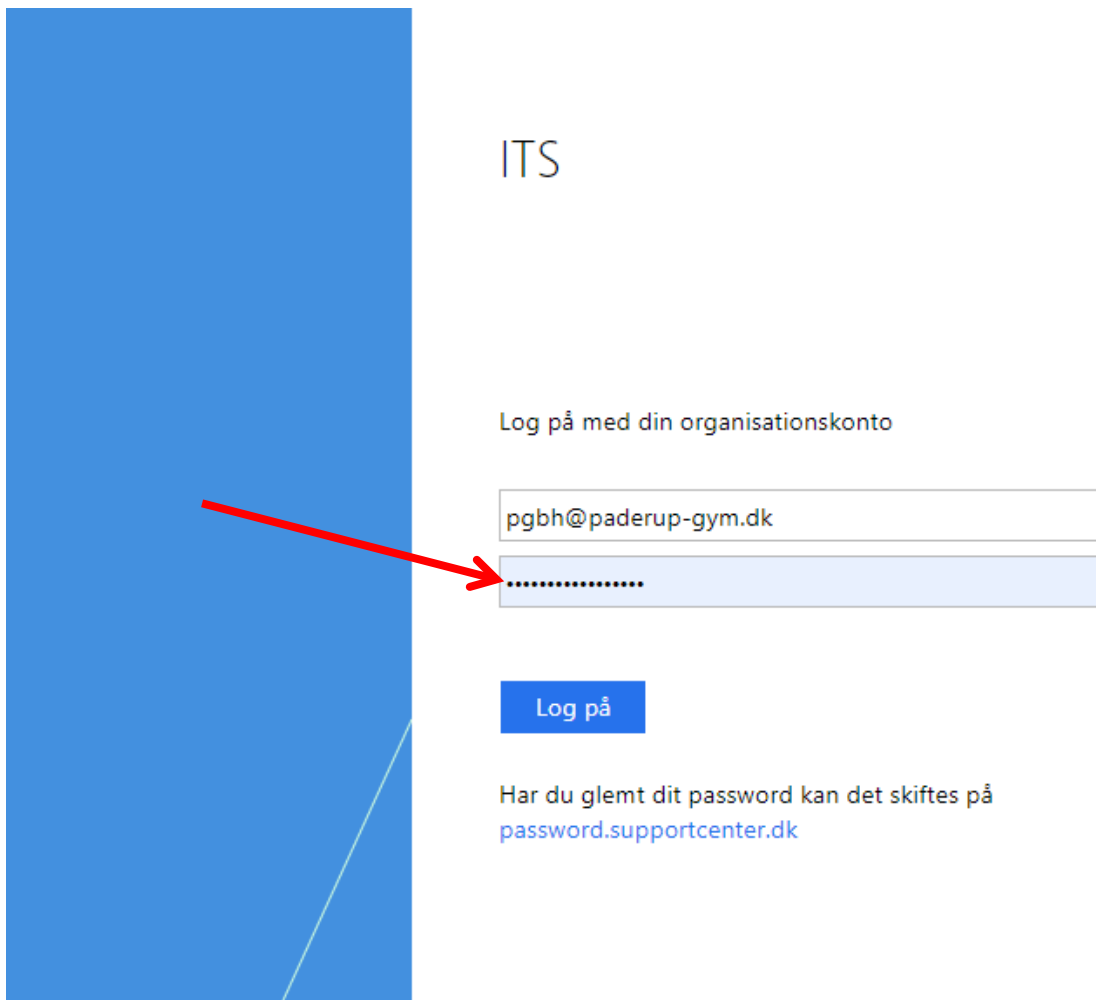 ITS
Log på med din organisationskonto
pgbh@paderup-gym.dk
•••••••••••••••••
Log på
Har du glemt dit password kan det skiftes på
password.supportcenter.dk